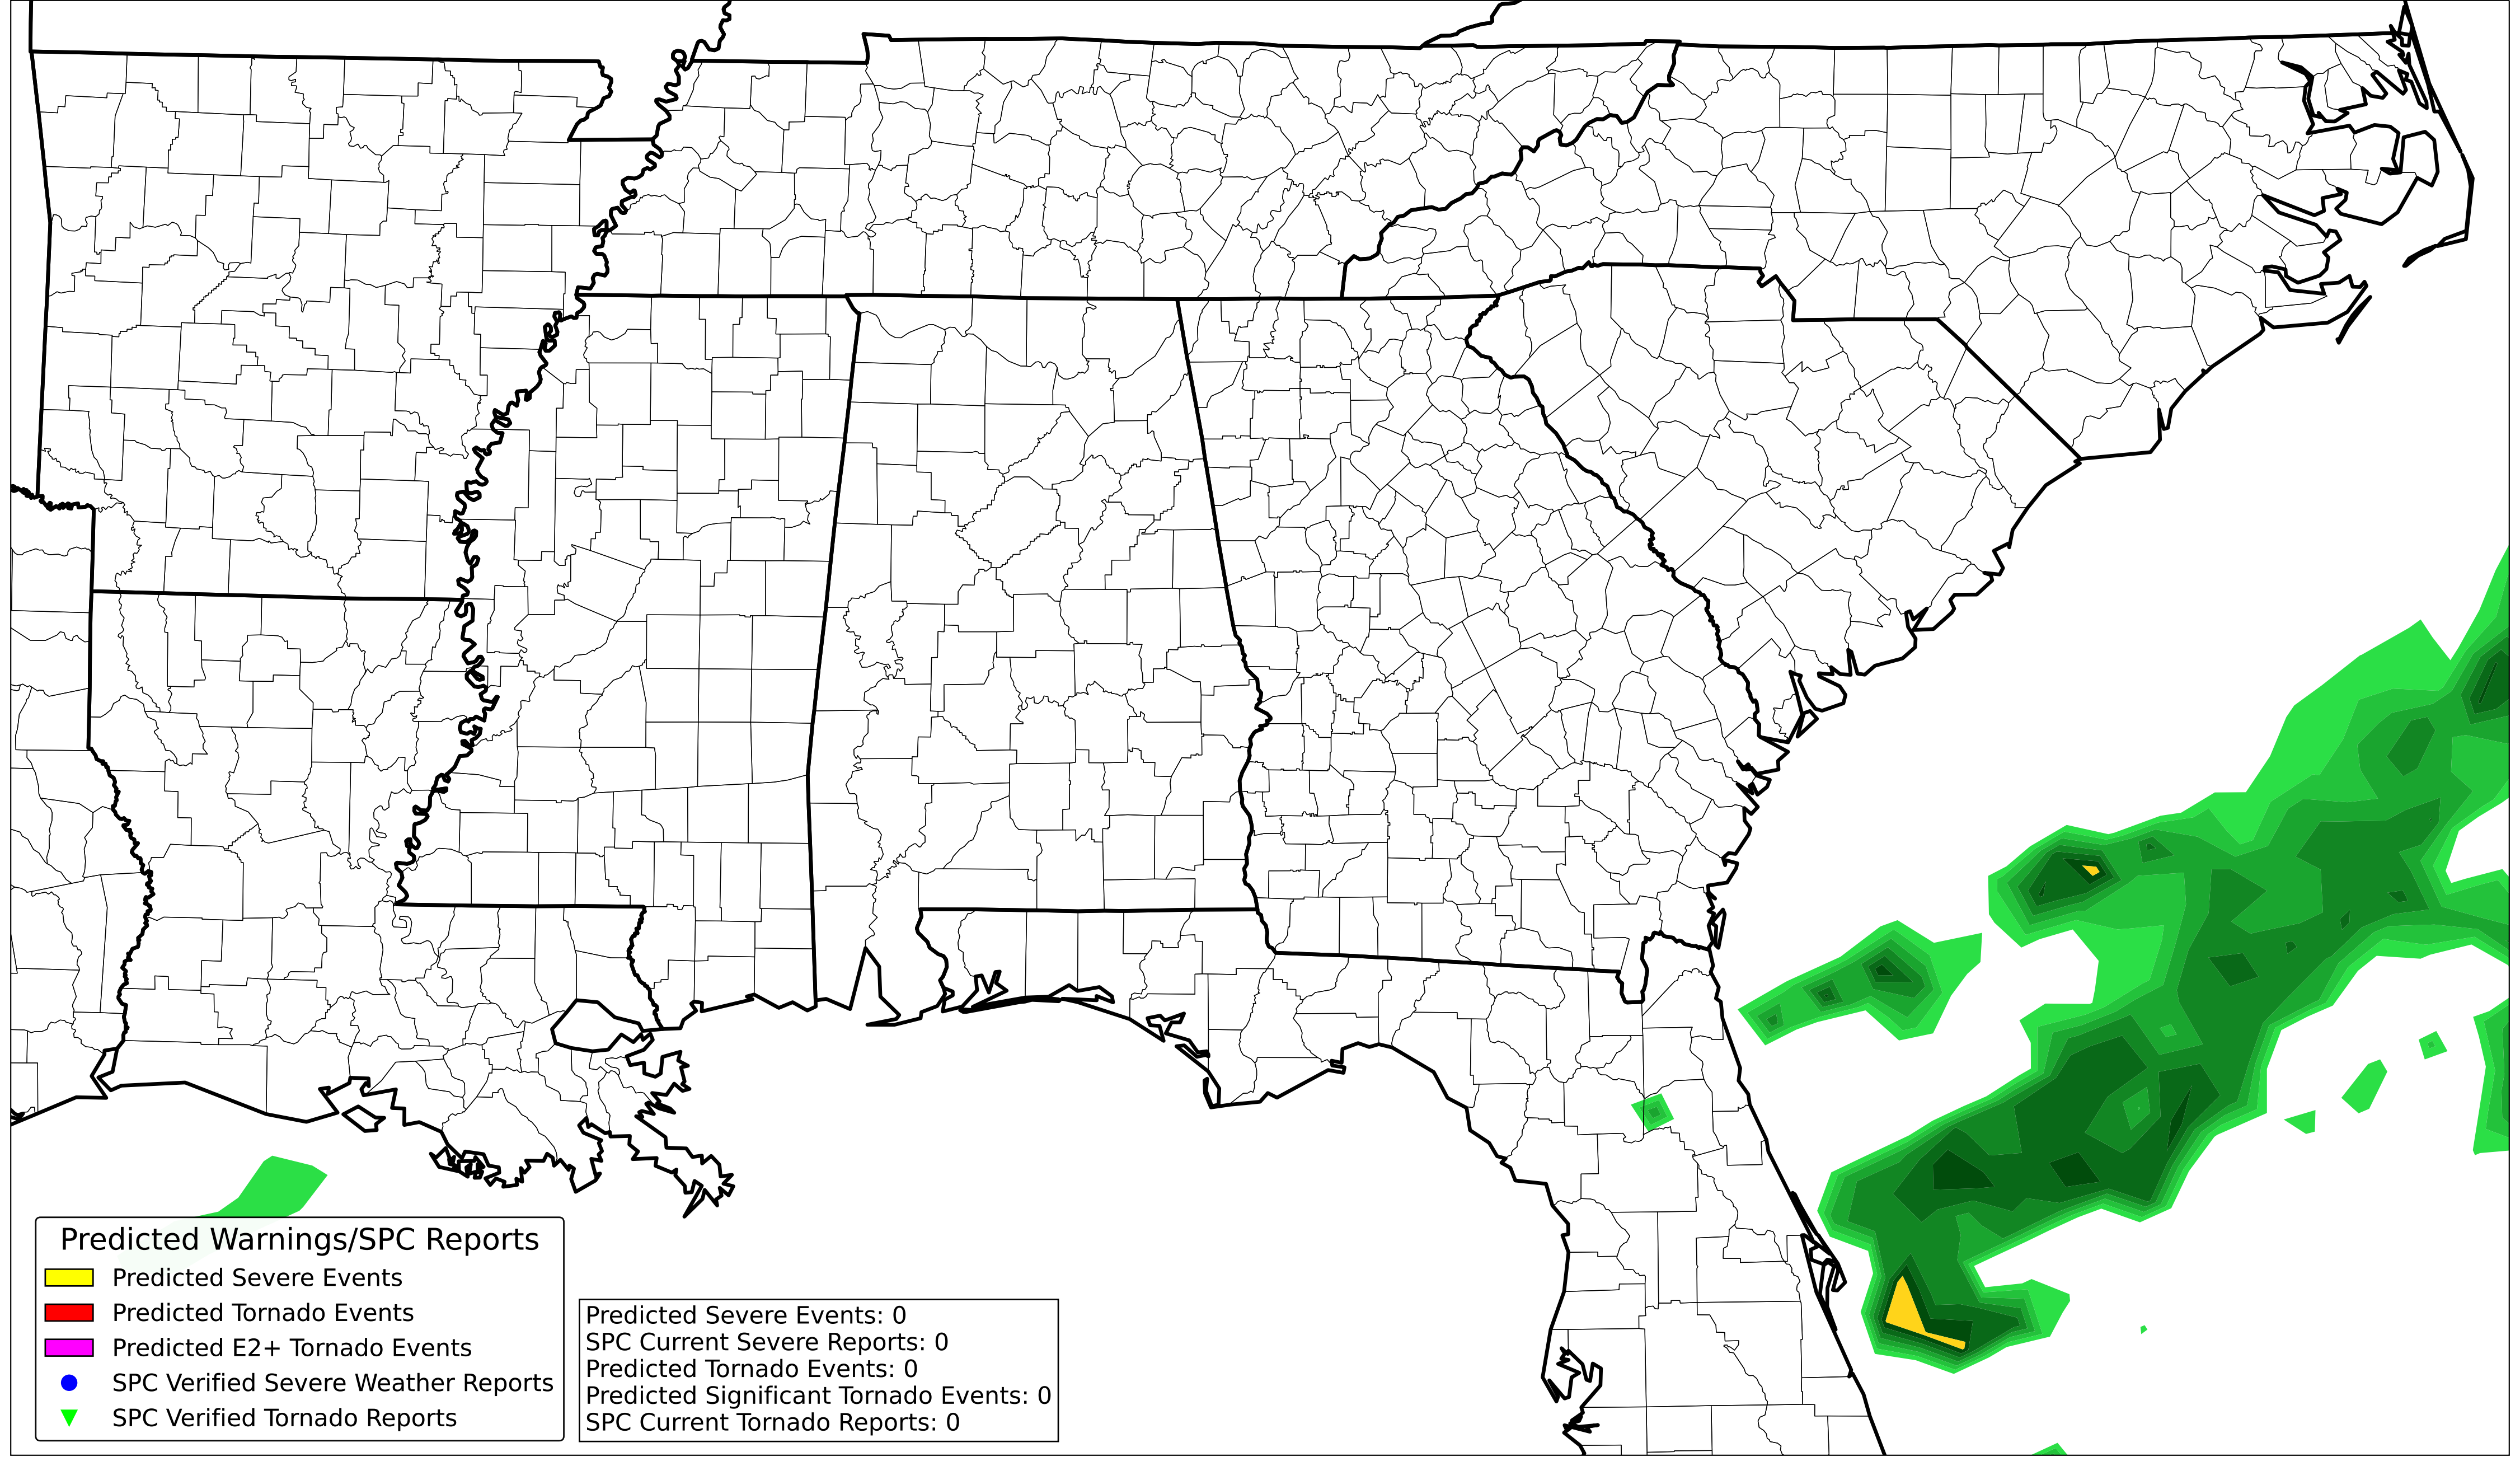 Predicted Warnings/SPC Reports
Predicted Severe Events
Predicted Tornado Events
Predicted E2+ Tornado Events
SPC Verified Severe Weather Reports
SPC Verified Tornado Reports
Predicted Severe Events: 0
SPC Current Severe Reports: 0
Predicted Tornado Events: 0
Predicted Significant Tornado Events: 0
SPC Current Tornado Reports: 0